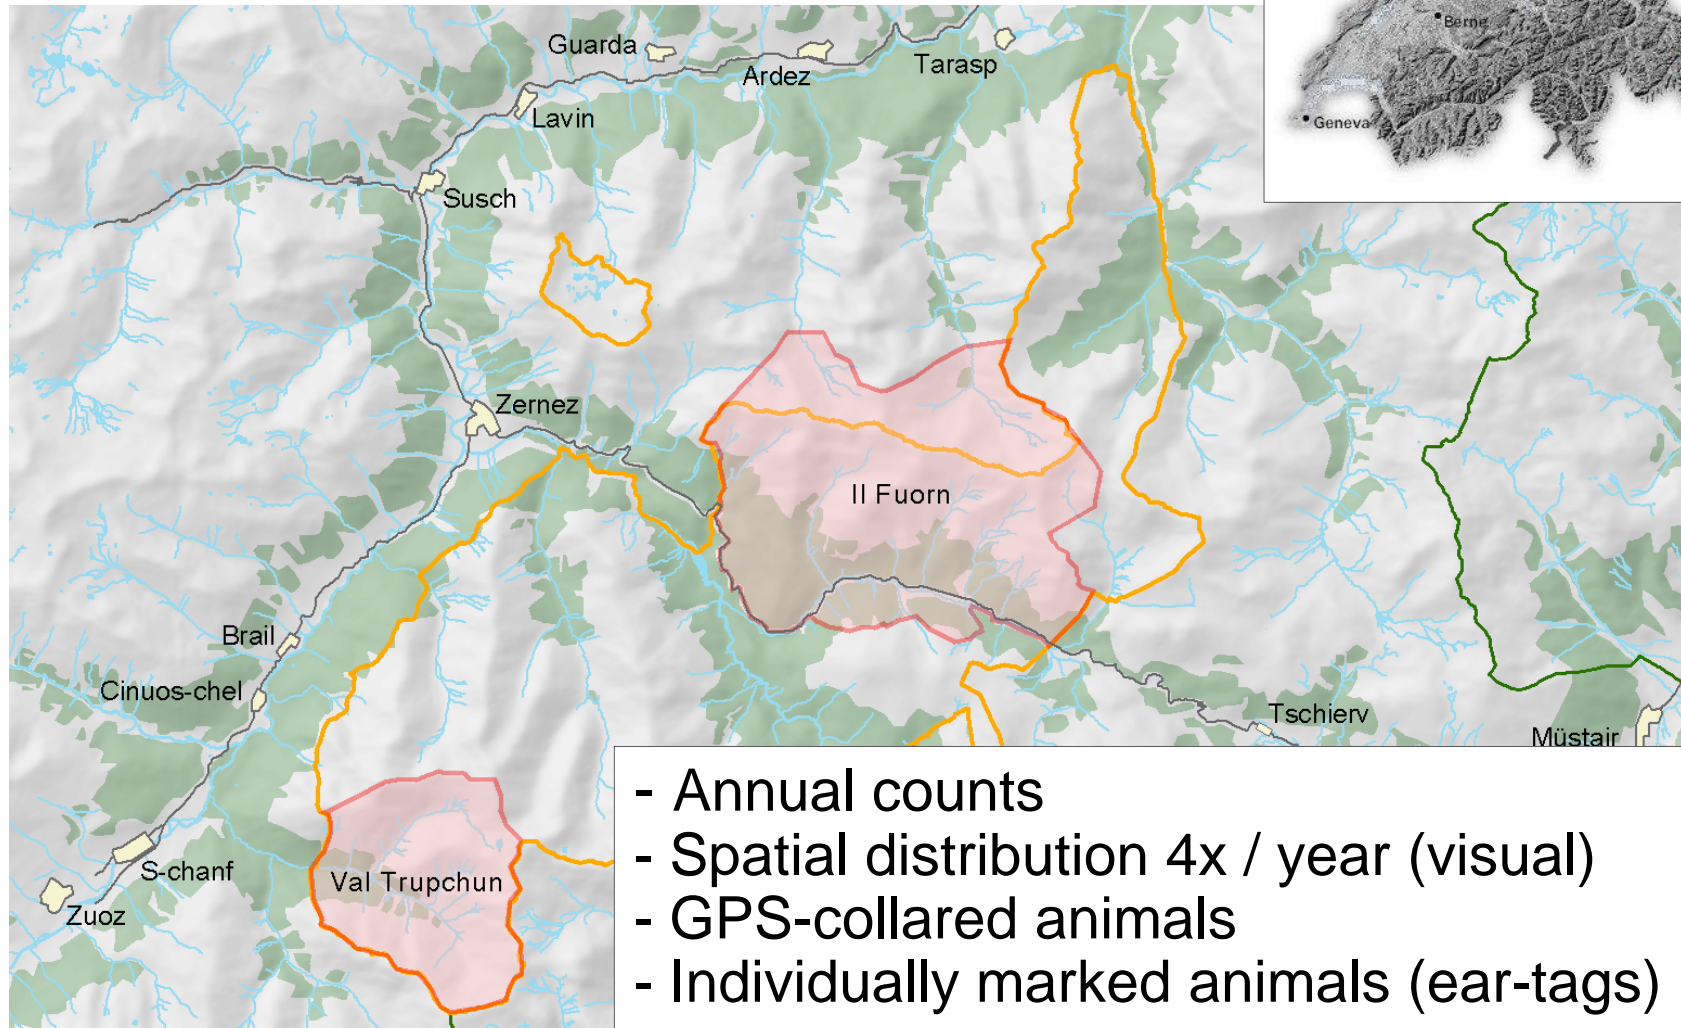 Berne
Geneva
Guarda
Ardez
Tarasp
Lavin
Susch
Zernez
Il Fuorn
Brail
Cinuos-chel
Tschierv
Müstair
S-chanf
Val Trupchun
Zuoz
- Annual counts
- Spatial distribution 4x / year (visual)
- GPS-collared animals
- Individually marked animals (ear-tags)